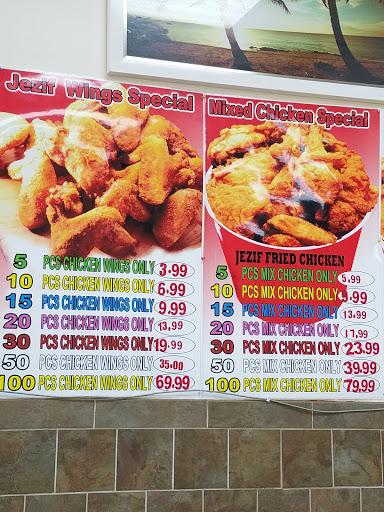 Jezif Wings Special
5 PCS CHICKEN WINGS ONLY 3.99
10 PCS CHICKEN WINGS ONLY 6.99
15 PCS CHICKEN WINGS ONLY 9.99
20 PCS CHICKEN WINGS ONLY 13.99
30 PCS CHICKEN WINGS ONLY 19.99
50 PCS CHICKEN WINGS ONLY 35.00
100 PCS CHICKEN WINGS ONLY 69.99
Mixed Chicken Special
JEZIF FRIED CHICKEN
5 PCS MIX CHICKEN ONLY 5.99
10 PCS MIX CHICKEN ONLY
15 PCS MIX CHICKEN ONLY 13.99
20 PCS MIX CHICKEN ONLY 17.99
30 PCS MIX CHICKEN ONLY 23.99
50 PCS MIX CHICKEN ONLY 39.99
100 PCS MIX CHICKEN ONLY 79.99